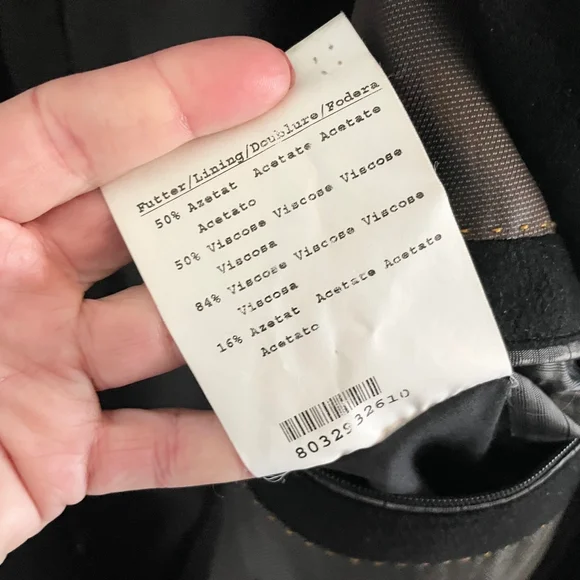 Futter/Lining/Doublure/Fodera
50% Azetat Acetate Acetate
Acetato
50% Viscose Viscose Viscose
Viscosa
84% Viscose Viscose Viscose
Viscosa
16% Azetat Acetate Acetate
Acetato
8032932610